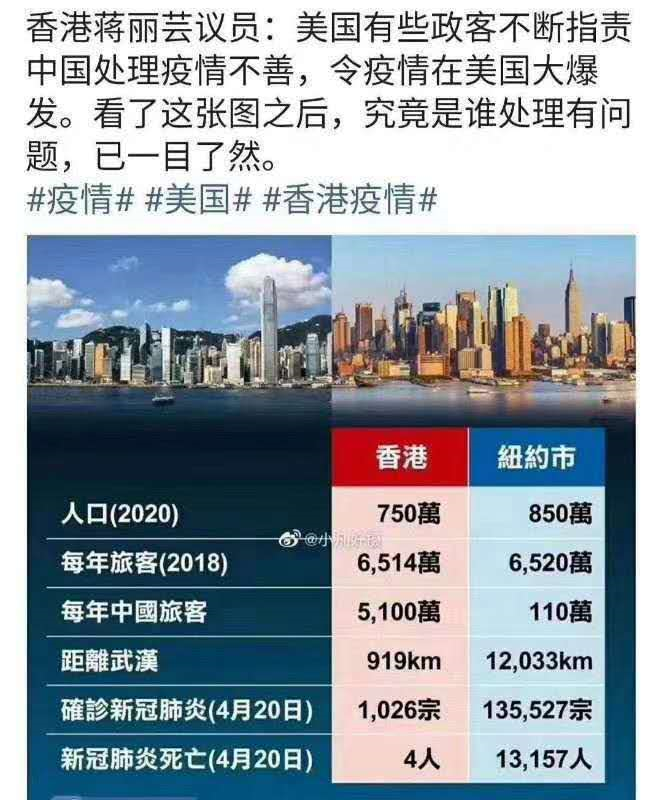 香港蒋丽芸议员：美国有些政客不断指责
中国处理疫情不善，令疫情在美国大爆
发。看了这张图之后，究竟是谁处理有问
题，已一目了然。
#疫情# #美国# #香港疫情#
香港 紐約市
人口(2020) 750萬 850萬
@小凡好
每年旅客(2018) 6,514萬 6,520萬
每年中國旅客 5,100萬 110萬
距離武漢 919km 12,033km
確診新冠肺炎(4月20日) 1,026宗 135,527宗
新冠肺炎死亡(4月20日) 4人 13,157人